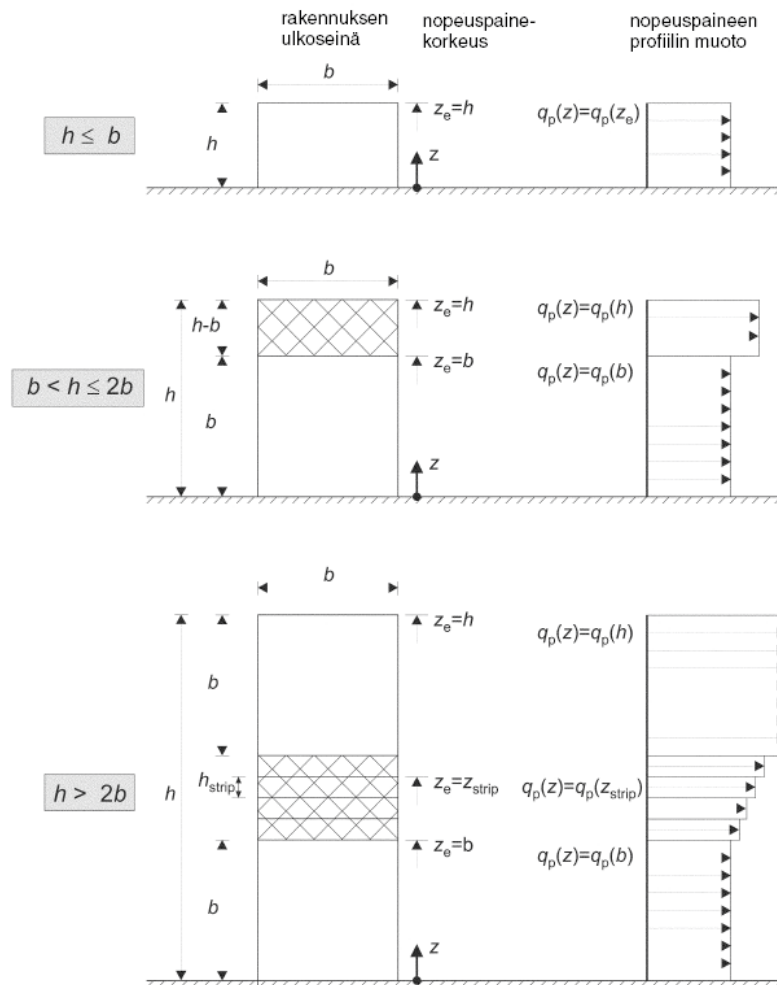 rakennuksen
ulkoseinä
nopeuspaine-
korkeus
nopeuspaineen
profiilin muoto
h ≤ b
b
h
z_e=h
z
q_p(z)=q_p(z_e)
b < h ≤ 2b
b
h
h-b
b
z_e=h
z_e=b
z
q_p(z)=q_p(h)
q_p(z)=q_p(b)
h > 2b
b
h
b
h_strip
b
z_e=h
z_e=z_strip
z_e=b
z
q_p(z)=q_p(h)
q_p(z)=q_p(z_strip)
q_p(z)=q_p(b)